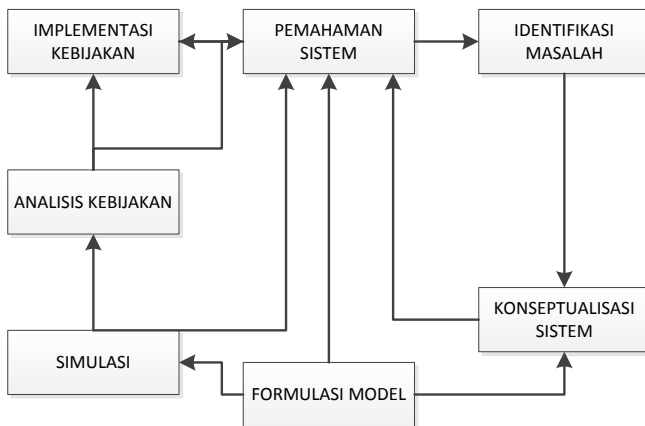 IMPLEMENTASI
KEBIJAKAN
PEMAHAMAN
SISTEM
IDENTIFIKASI
MASALAH
ANALISIS KEBIJAKAN
KONSEPTUALISASI
SISTEM
SIMULASI
FORMULASI MODEL